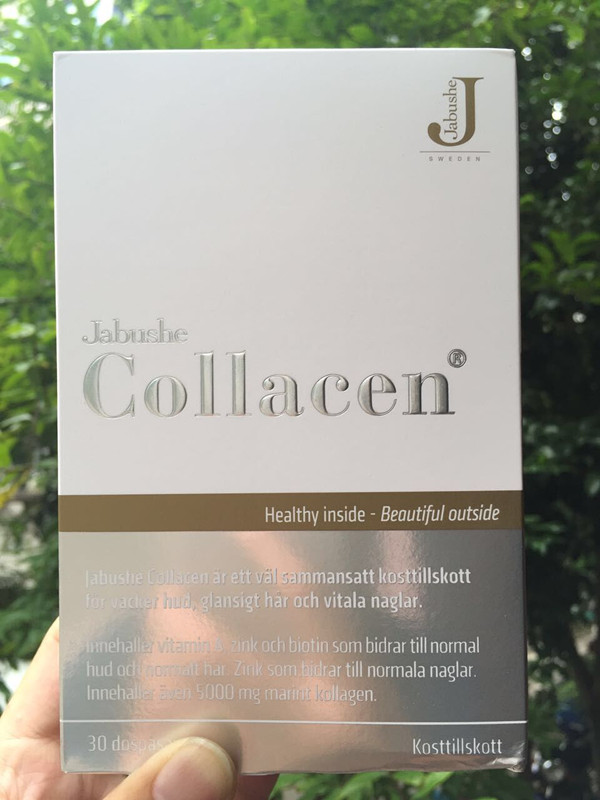 Jabushe
J
SWEDEN
Jabushe
Collacen®
Healthy inside - Beautiful outside
Jabushe Collacen är ett väl sammansatt kosttillskott
för vacker hud, glansigt hår och vitala naglar.
Innehåller vitamin zink och biotin som bidrar till normal
hud och normalt hår. Zink som bidrar till normala naglar.
Innehåller även 5000 mg marint kollagen.
30
Kosttillskott